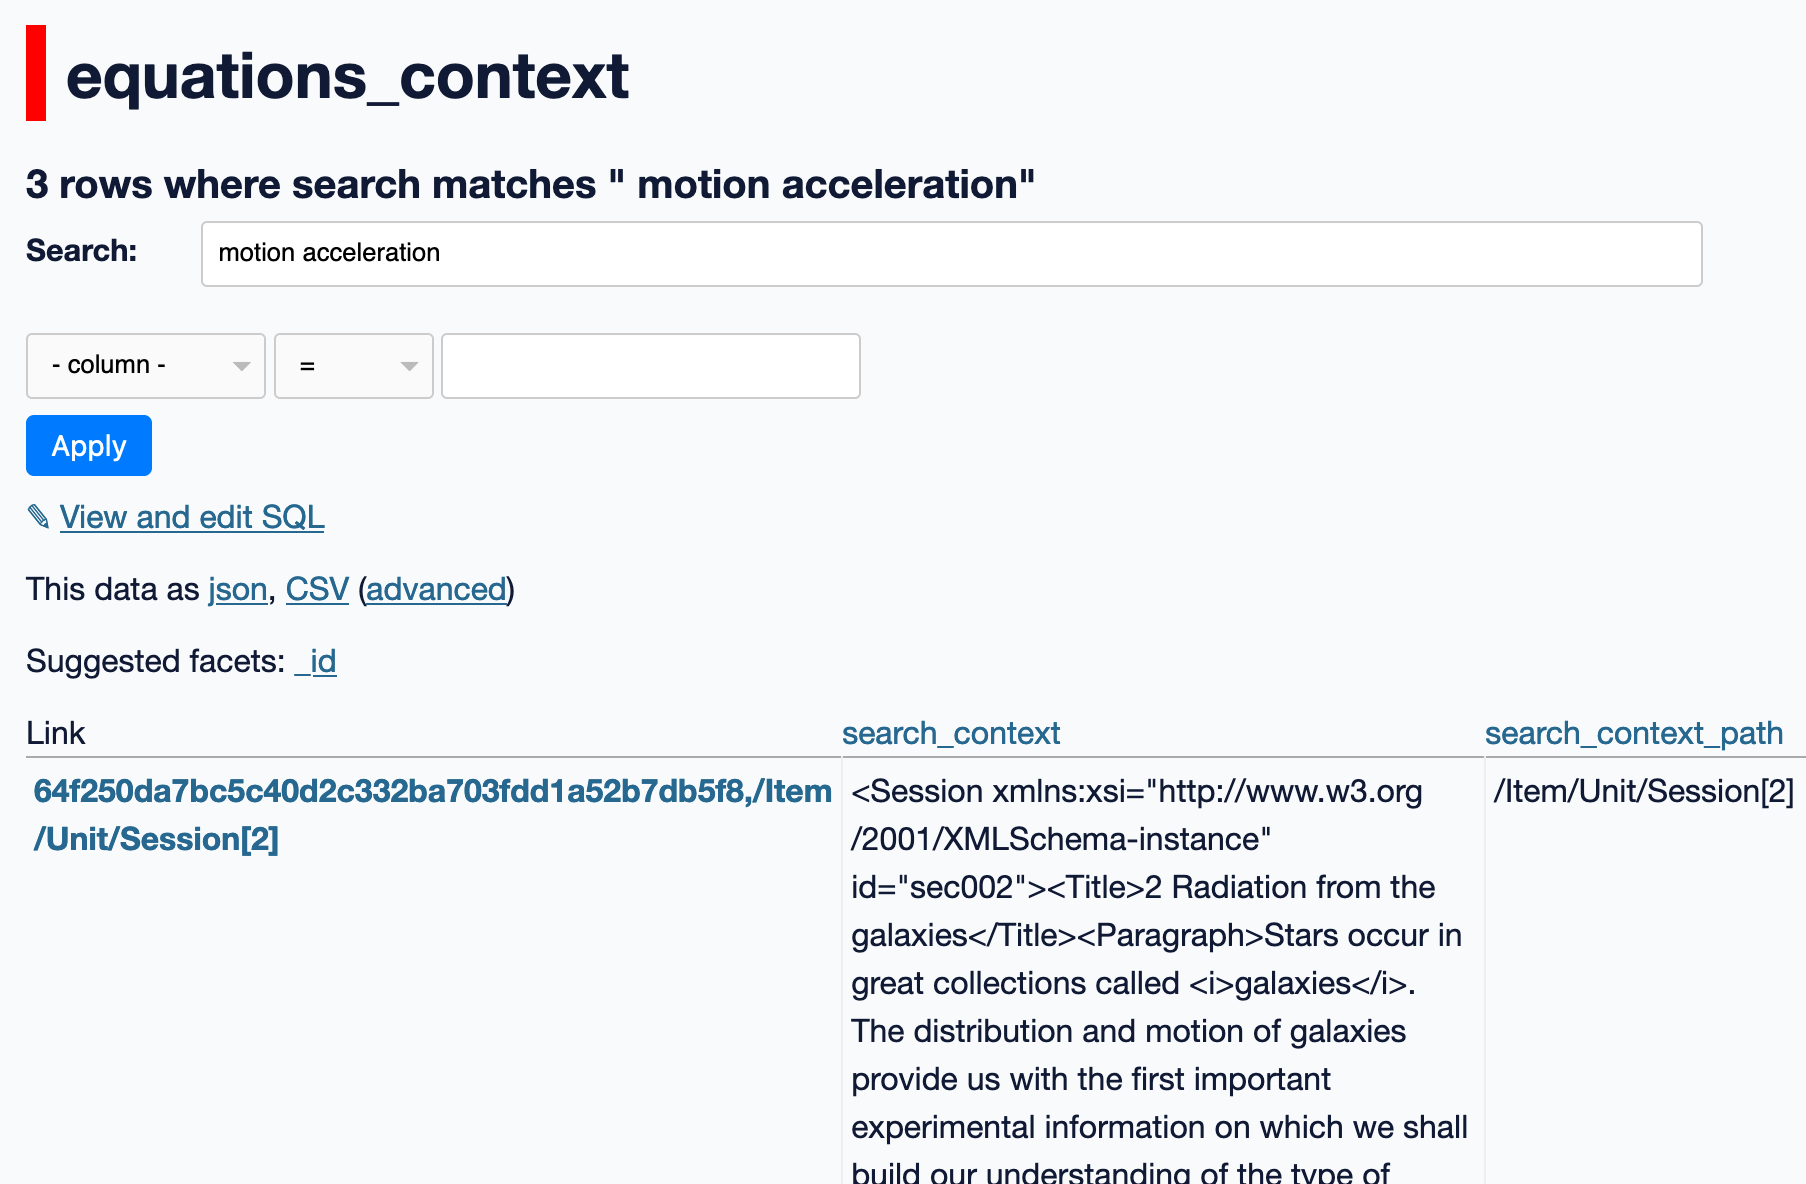 equations_context
3 rows where search matches " motion acceleration"
Search:
motion acceleration
- column -
=
Apply
✎ View and edit SQL
This data as json, CSV (advanced)
Suggested facets: _id
Link
search_context
search_context_path
64f250da7bc5c40d2c332ba703fdd1a52b7db5f8,/Item
/Unit/Session[2]
<Session xmlns:xsi="http://www.w3.org
/2001/XMLSchema-instance"
id="sec002"><Title>2 Radiation from the
galaxies</Title><Paragraph>Stars occur in
great collections called <i>galaxies</i>.
The distribution and motion of galaxies
provide us with the first important
experimental information on which we shall
build our understanding of the type of
/Item/Unit/Session[2]